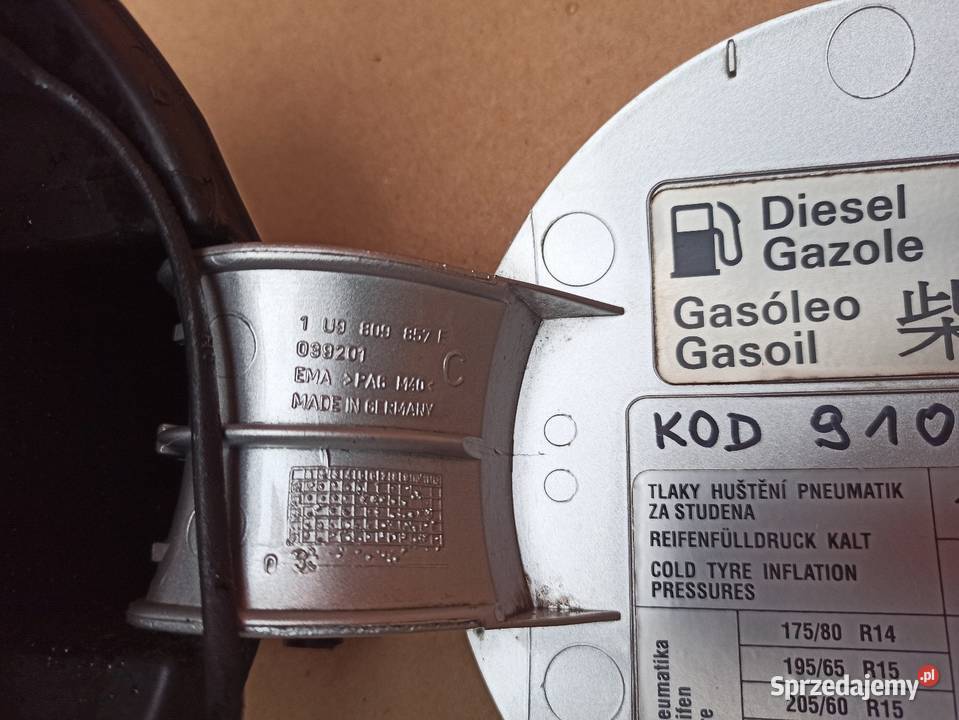 Diesel
Gazole
Gasóleo 柴
Gasoil
1 U9 809 857 F
C
099201
EMA >PA6 M40<
MADE IN GERMANY
KOD 910
TLAKY HUŠTĚNÍ PNEUMATIK
ZA STUDENA
REIFENFÜLLDRUCK KALT
COLD TYRE INFLATION
PRESSURES
175/80 R14
195/65 R15
205/60 R15
Sprzedajemy.pl